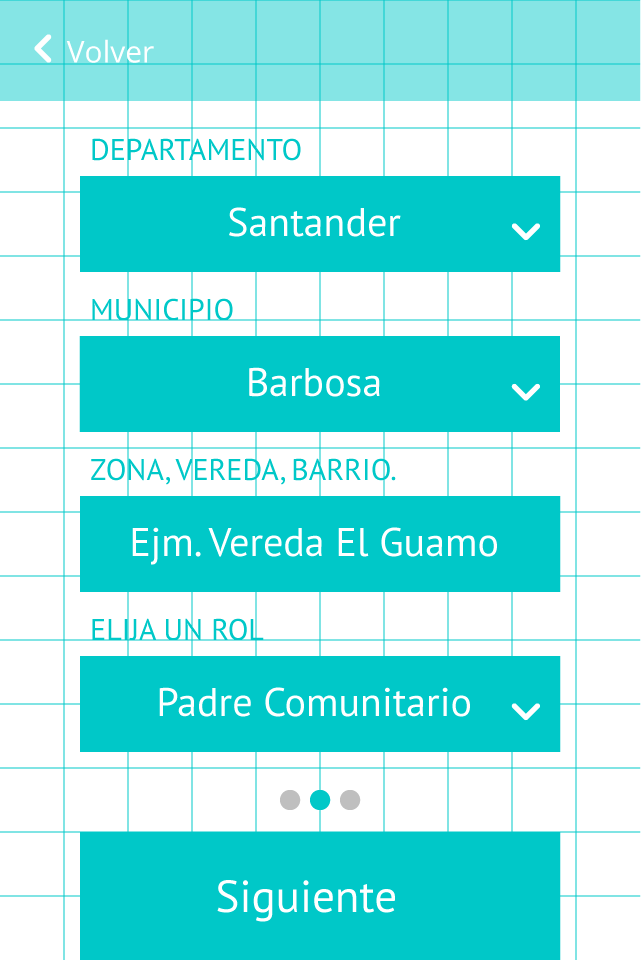 Volver
DEPARTAMENTO
Santander
MUNICIPIO
Barbosa
ZONA, VEREDA, BARRIO.
Ejm. Vereda El Guamo
ELIJA UN ROL
Padre Comunitario
Siguiente